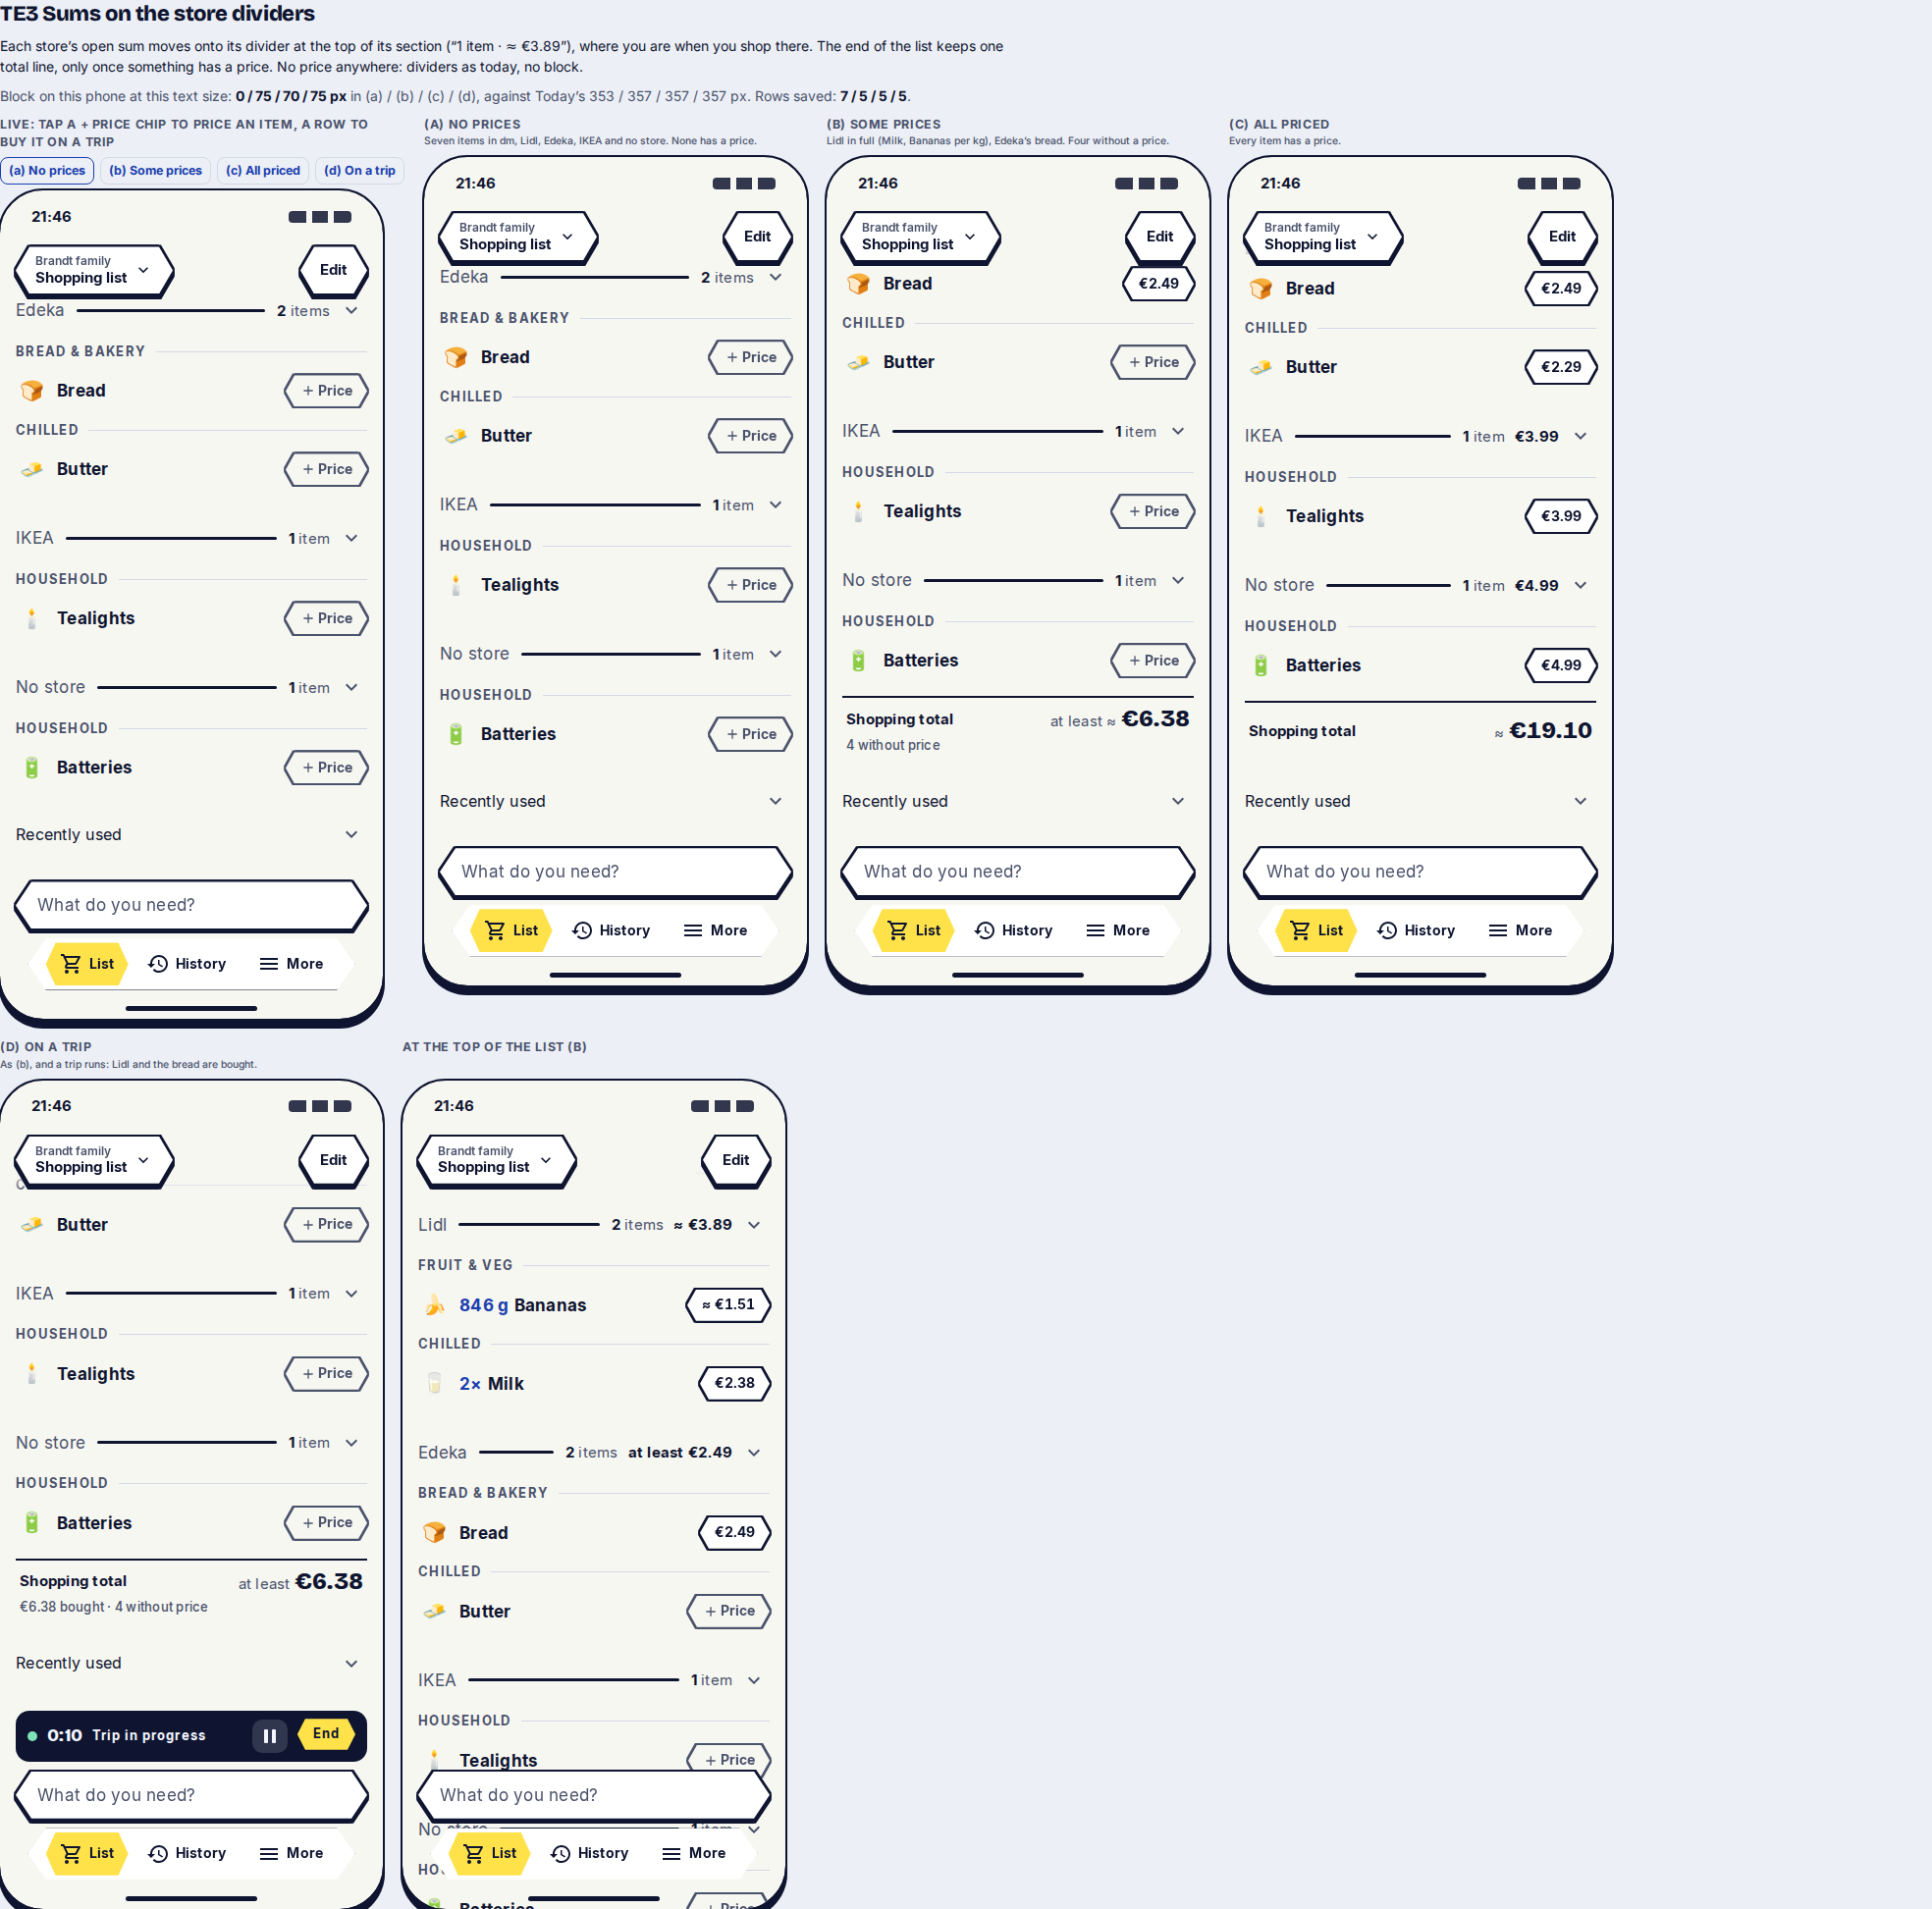 TE3 Sums on the store dividers
Each store's open sum moves onto its divider at the top of its section (“1 item · ≈ €3.89”), where you are when you shop there. The end of the list keeps one
total line, only once something has a price. No price anywhere: dividers as today, no block.
Block on this phone at this text size: 0 / 75 / 70 / 75 px in (a) / (b) / (c) / (d), against Today's 353 / 357 / 357 / 357 px. Rows saved: 7 / 5 / 5 / 5.
LIVE: TAP A + PRICE CHIP TO PRICE AN ITEM, A ROW TO
BUY IT ON A TRIP
(a) No prices (b) Some prices (c) All priced (d) On a trip
21:46
Brandt family
Shopping list
Edit
Edeka 2 items
BREAD & BAKERY
Bread + Price
CHILLED
Butter + Price
IKEA 1 item
HOUSEHOLD
Tealights + Price
No store 1 item
HOUSEHOLD
Batteries + Price
Recently used
What do you need?
List History More
(A) NO PRICES
Seven items in dm, Lidl, Edeka, IKEA and no store. None has a price.
21:46
Brandt family
Shopping list
Edit
Edeka 2 items
BREAD & BAKERY
Bread + Price
CHILLED
Butter + Price
IKEA 1 item
HOUSEHOLD
Tealights + Price
No store 1 item
HOUSEHOLD
Batteries + Price
Recently used
What do you need?
List History More
(B) SOME PRICES
Lidl in full (Milk, Bananas per kg), Edeka's bread. Four without a price.
21:46
Brandt family
Shopping list
Edit
Bread €2.49
CHILLED
Butter + Price
IKEA 1 item
HOUSEHOLD
Tealights + Price
No store 1 item
HOUSEHOLD
Batteries + Price
Shopping total at least ≈ €6.38
4 without price
Recently used
What do you need?
List History More
(C) ALL PRICED
Every item has a price.
21:46
Brandt family
Shopping list
Edit
Bread €2.49
CHILLED
Butter €2.29
IKEA 1 item €3.99
HOUSEHOLD
Tealights €3.99
No store 1 item €4.99
HOUSEHOLD
Batteries €4.99
Shopping total ≈ €19.10
Recently used
What do you need?
List History More
(D) ON A TRIP
As (b), and a trip runs: Lidl and the bread are bought.
21:46
Brandt family
Shopping list
Edit
Butter + Price
IKEA 1 item
HOUSEHOLD
Tealights + Price
No store 1 item
HOUSEHOLD
Batteries + Price
Shopping total at least €6.38
€6.38 bought · 4 without price
Recently used
0:10 Trip in progress End
What do you need?
List History More
AT THE TOP OF THE LIST (B)
21:46
Brandt family
Shopping list
Edit
Lidl 2 items ≈ €3.89
FRUIT & VEG
846 g Bananas ≈ €1.51
CHILLED
2× Milk €2.38
Edeka 2 items at least €2.49
BREAD & BAKERY
Bread €2.49
CHILLED
Butter + Price
IKEA 1 item
HOUSEHOLD
Tealights + Price
What do you need?
No store 1 item
List History More
Batteries + Price